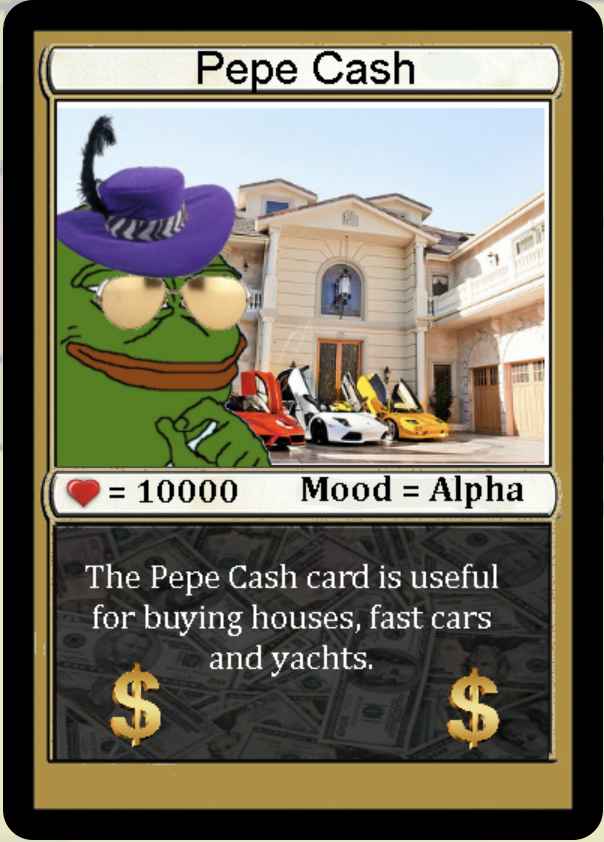 Pepe Cash
❤ = 10000 Mood = Alpha
The Pepe Cash card is useful
for buying houses, fast cars
and yachts.
$ $